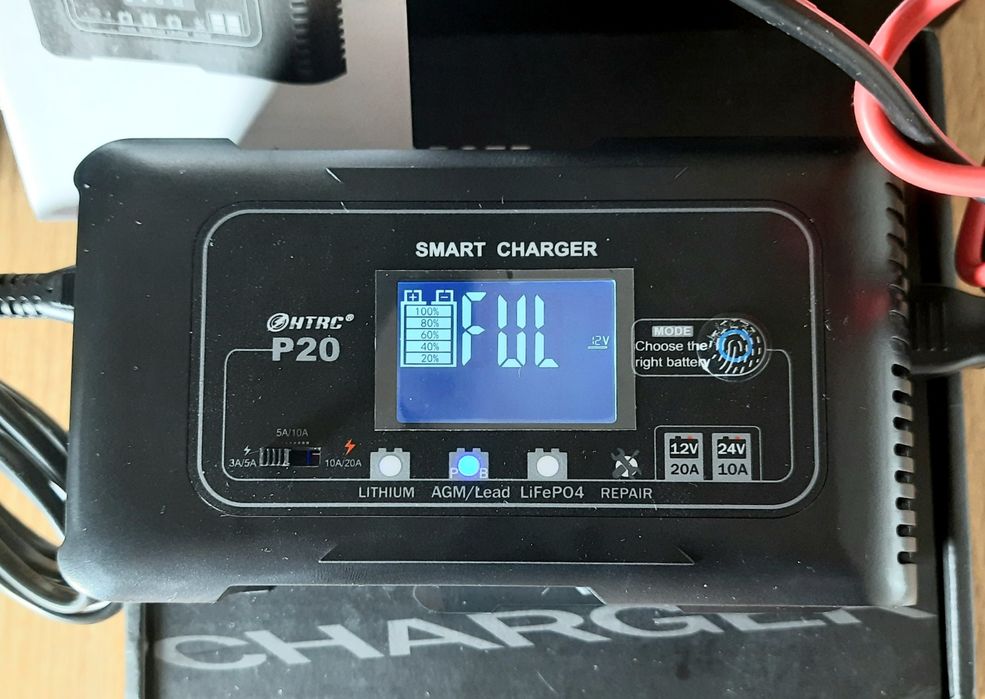 SMART CHARGER
HTRC®
P20
+ -
100%
80%
60%
40%
20%
FUL
12V
MODE
Choose the
right battery
5A/10A
3A/5A
10A/20A
P B
LITHIUM
AGM/Lead
LiFePO4
REPAIR
12V
20A
24V
10A
CHARGER